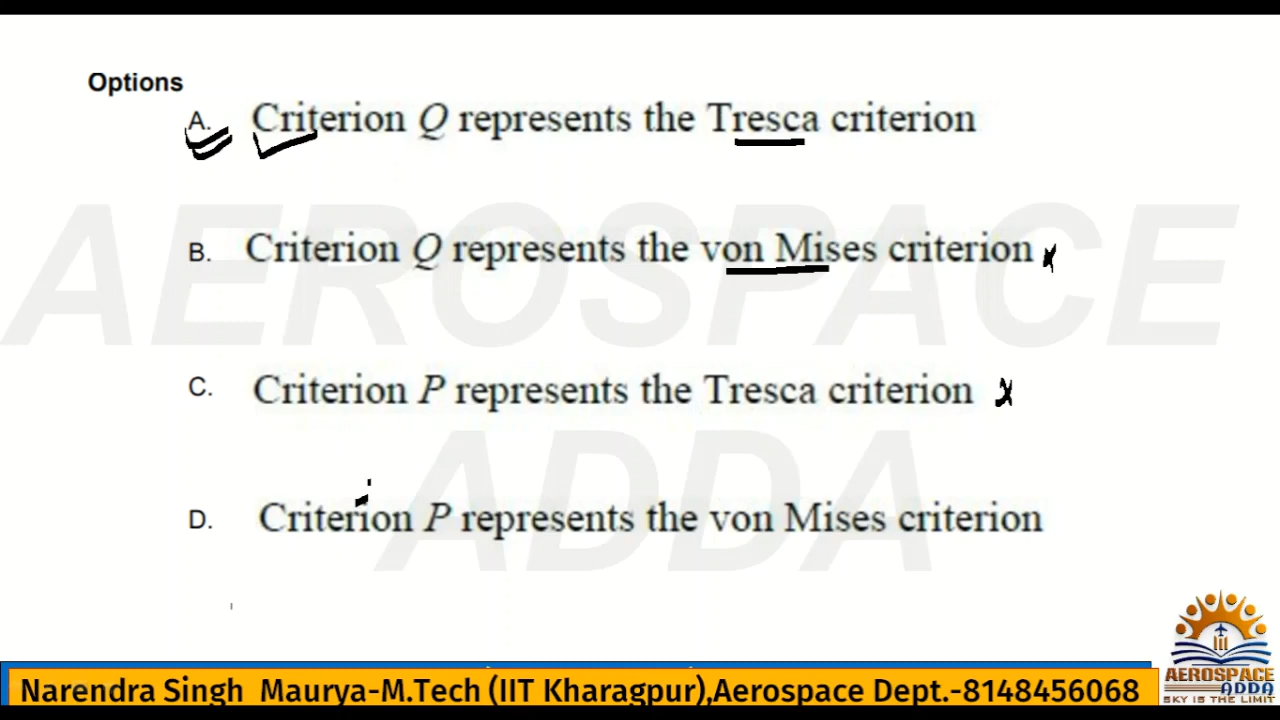 Options
A. Criterion Q represents the Tresca criterion
B. Criterion Q represents the von Mises criterion
C. Criterion P represents the Tresca criterion
D. Criterion P represents the von Mises criterion
AEROSPACE
ADDA
Narendra Singh Maurya-M.Tech (IIT Kharagpur),Aerospace Dept.-8148456068
AEROSPACE
ADDA
SKY IS THE LIMIT